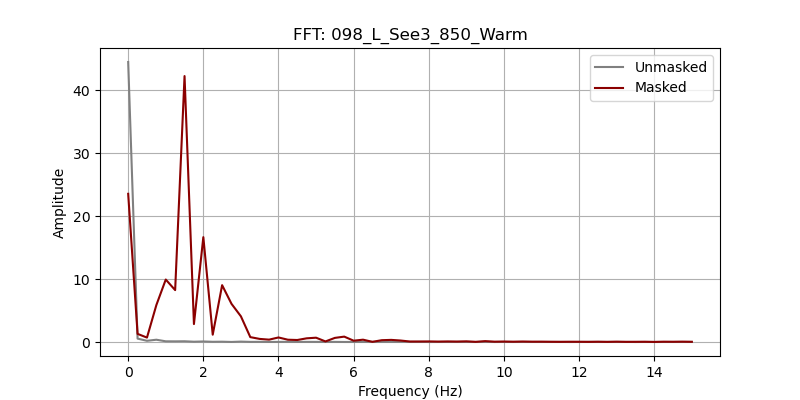 FFT: 098_L_See3_850_Warm
Unmasked
Masked
Amplitude
40
30
20
10
0
0 2 4 6 8 10 12 14
Frequency (Hz)